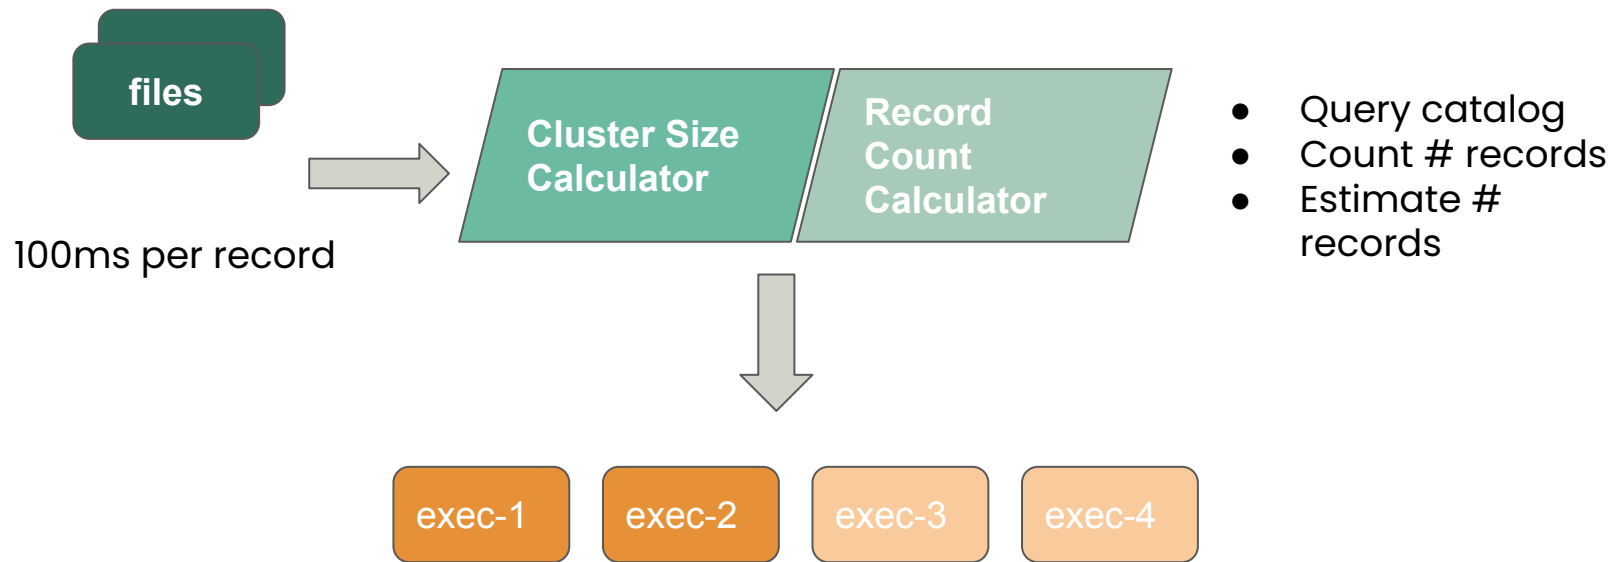 files
100ms per record
Cluster Size
Calculator
Record
Count
Calculator
● Query catalog
● Count # records
● Estimate #
records
exec-1
exec-2
exec-3
exec-4